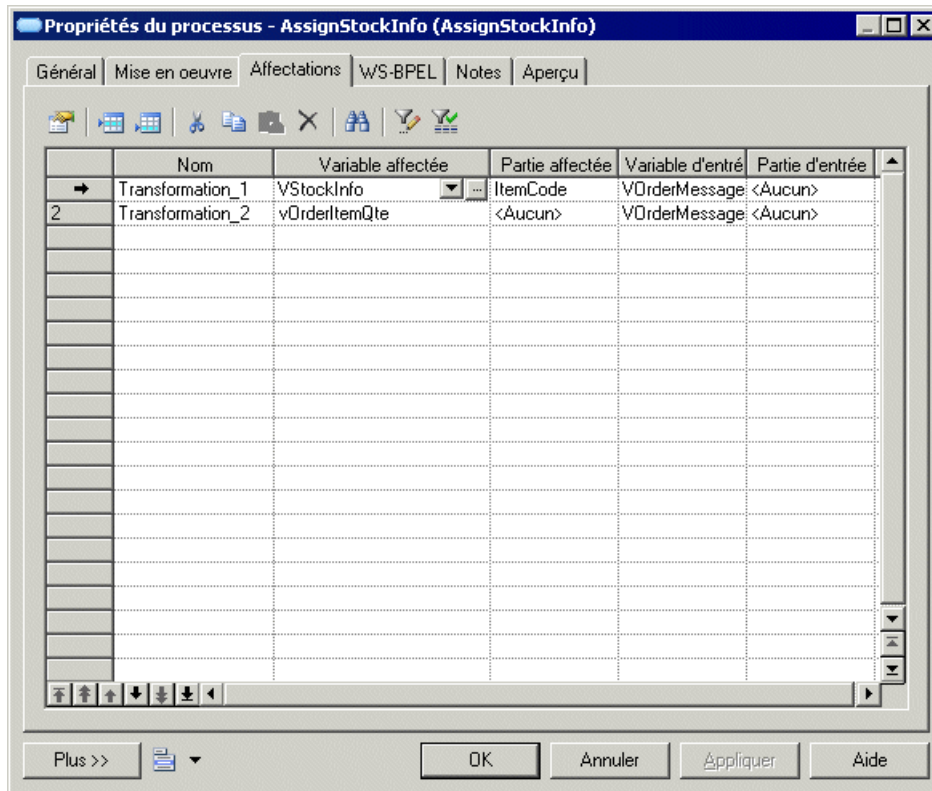 Propriétés du processus - AssignStockInfo (AssignStockInfo)
Général Mise en oeuvre Affectations WS-BPEL Notes Aperçu
Nom Variable affectée Partie affectée Variable d'entré Partie d'entrée
Transformation_1 VStockInfo ... ItemCode VOrderMessage <Aucun>
2 Transformation_2 vOrderItemQte <Aucun> VOrderMessage <Aucun>
Plus >> OK Annuler Appliquer Aide